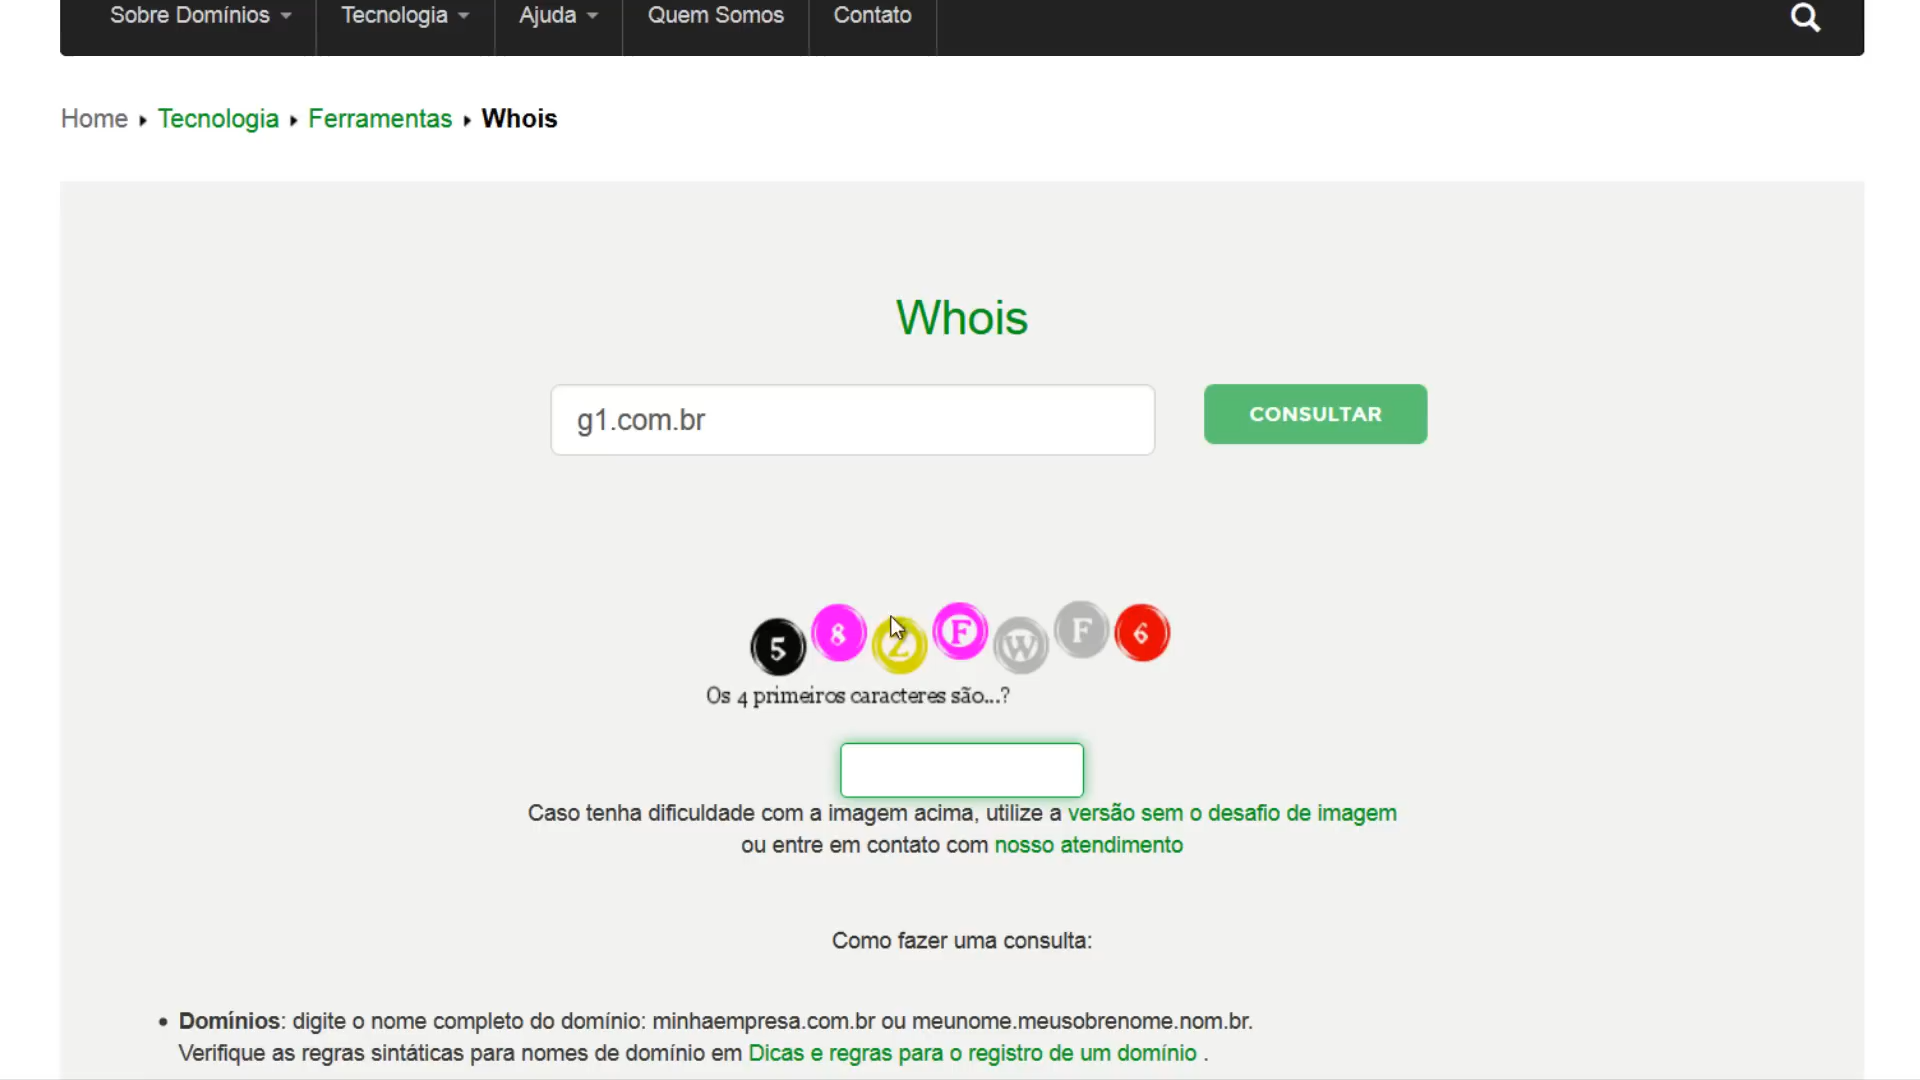 Sobre Domínios Tecnologia Ajuda Quem Somos Contato
Home Tecnologia Ferramentas Whois
Whois
g1.com.br CONSULTAR
5 8 Z F W F 6
Os 4 primeiros caracteres são...?
Caso tenha dificuldade com a imagem acima, utilize a versão sem o desafio de imagem
ou entre em contato com nosso atendimento
Como fazer uma consulta:
• Domínios: digite o nome completo do domínio: minhaempresa.com.br ou meunome.meusobrenome.nom.br.
Verifique as regras sintáticas para nomes de domínio em Dicas e regras para o registro de um domínio .